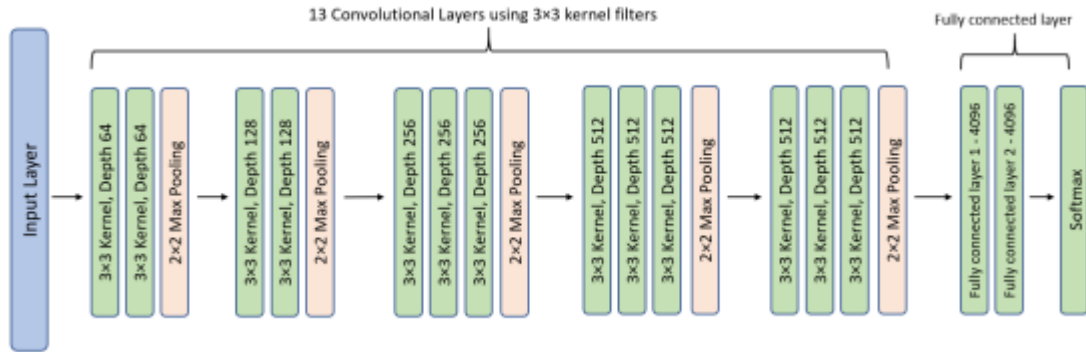 13 Convolutional Layers using 3×3 kernel filters
Fully connected layer
Input Layer
3×3 Kernel, Depth 64
3×3 Kernel, Depth 64
2×2 Max Pooling
3×3 Kernel, Depth 128
3×3 Kernel, Depth 128
2×2 Max Pooling
3×3 Kernel, Depth 256
3×3 Kernel, Depth 256
3×3 Kernel, Depth 256
2×2 Max Pooling
3×3 Kernel, Depth 512
3×3 Kernel, Depth 512
3×3 Kernel, Depth 512
2×2 Max Pooling
3×3 Kernel, Depth 512
3×3 Kernel, Depth 512
3×3 Kernel, Depth 512
2×2 Max Pooling
Fully connected layer 1 - 4096
Fully connected layer 2 - 4096
Softmax